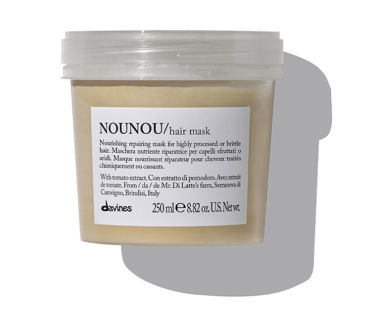 NOUNOU/hair mask
Nourishing repairing mask for highly processed or brittle
hair. Maschera nutriente riparatrice per capelli sfruttati o
aridi. Masque nourrissant réparateur pour cheveux traités
chimiquement ou cassants.
With tomato extract. Con estratto di pomodoro. Avec extrait
de tomate. From / da / de Mr. Di Latte's farm, Serranova di
Carovigno, Brindisi, Italy
davines 250 ml ℮ 8.82 oz. U.S. Net wt.